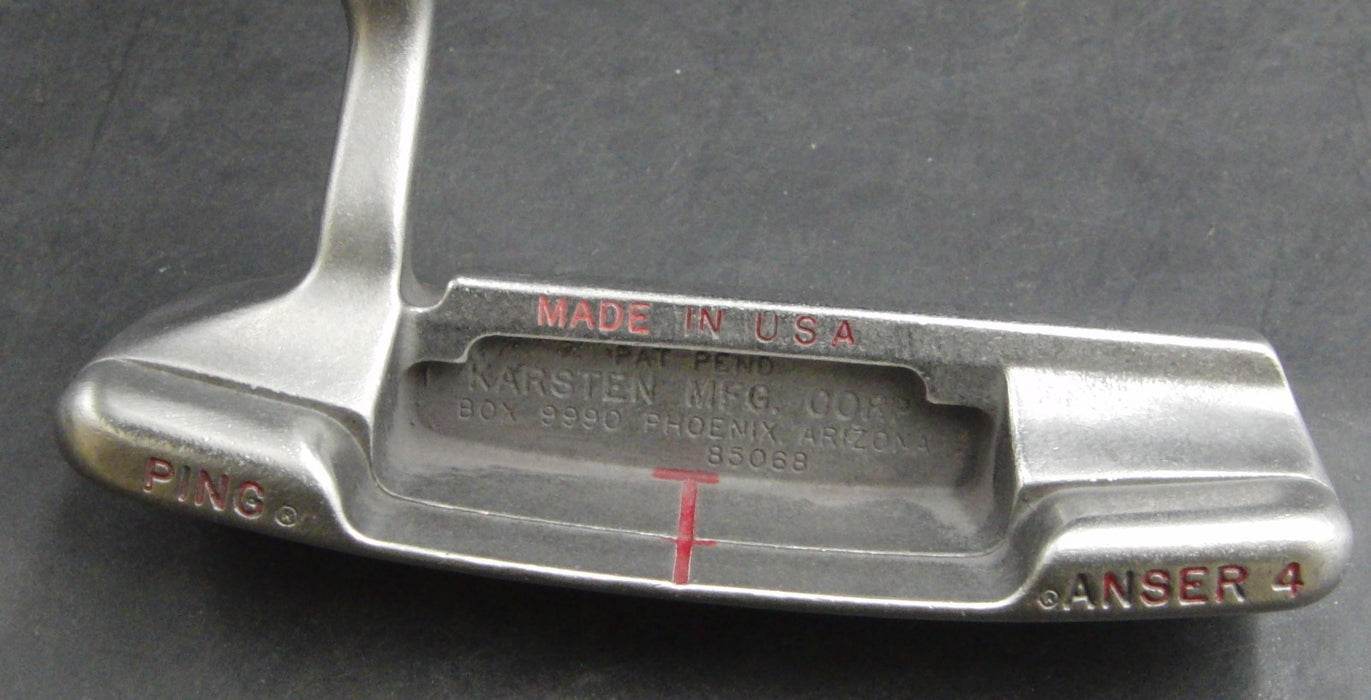 MADE IN USA
PAT PEND
KARSTEN MFG. CORP
BOX 9990 PHOENIX, ARIZONA
85068
PING®
®ANSER 4